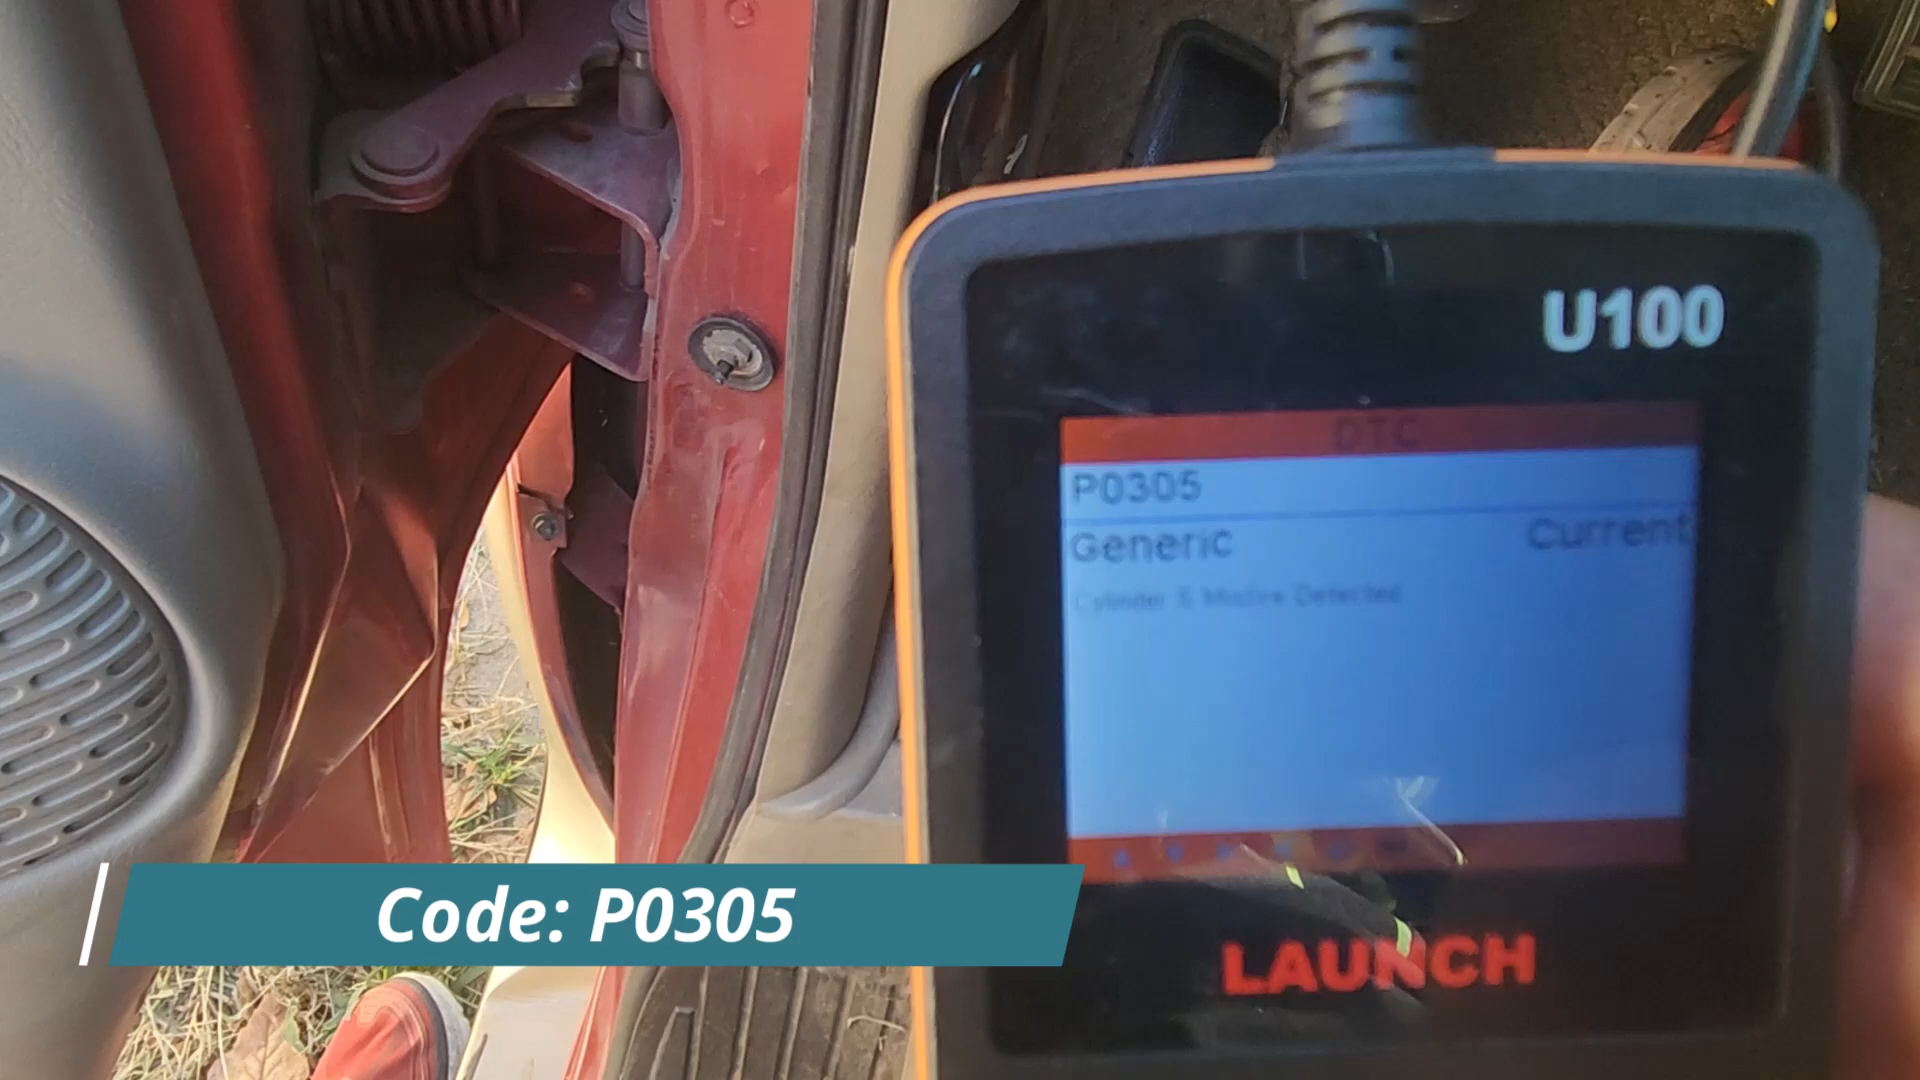 U100
DTC
P0305
Generic Current
Cylinder 5 Misfire Detected
LAUNCH
Code: P0305